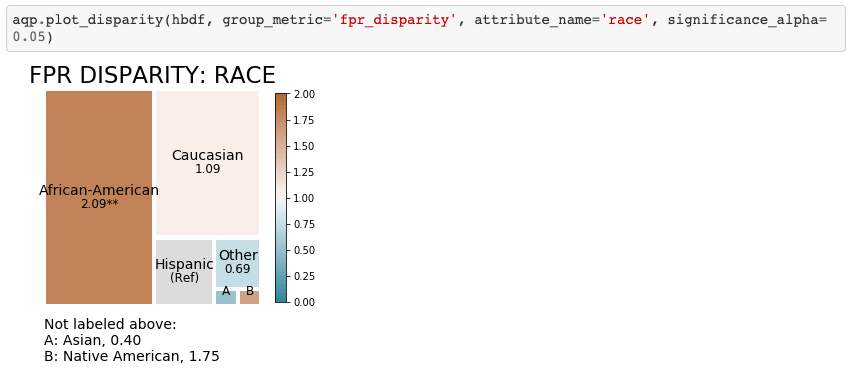 aqp.plot_disparity(hbdf, group_metric='fpr_disparity', attribute_name='race', significance_alpha=
0.05)
FPR DISPARITY: RACE
African-American
2.09**
Caucasian
1.09
Hispanic
(Ref)
Other
0.69
A
B
2.00
1.75
1.50
1.25
1.00
0.75
0.50
0.25
0.00
Not labeled above:
A: Asian, 0.40
B: Native American, 1.75